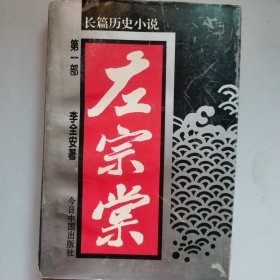 长篇历史小说
第一部
左宗棠
李全安著
今日中国出版社